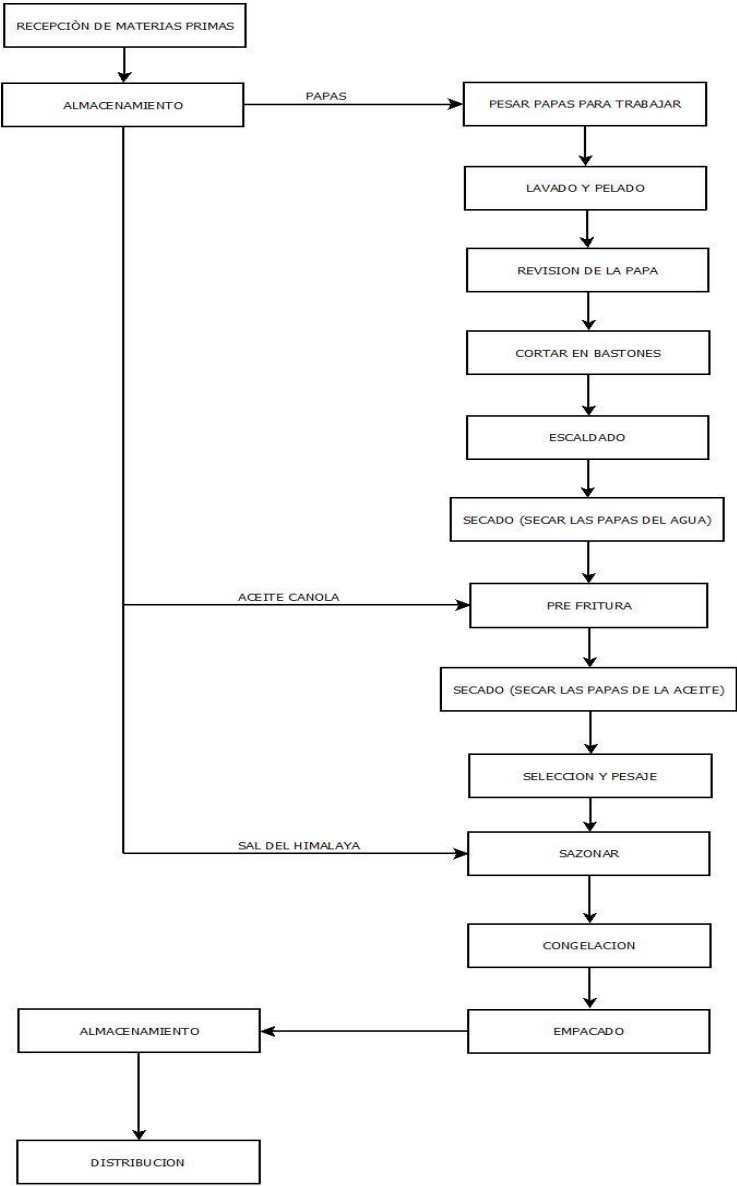 RECEPCIÒN DE MATERIAS PRIMAS
ALMACENAMIENTO
PAPAS
PESAR PAPAS PARA TRABAJAR
LAVADO Y PELADO
REVISION DE LA PAPA
CORTAR EN BASTONES
ESCALDADO
SECADO (SECAR LAS PAPAS DEL AGUA)
ACEITE CANOLA
PRE FRITURA
SECADO (SECAR LAS PAPAS DE LA ACEITE)
SELECCION Y PESAJE
SAL DEL HIMALAYA
SAZONAR
CONGELACION
EMPACADO
ALMACENAMIENTO
DISTRIBUCION